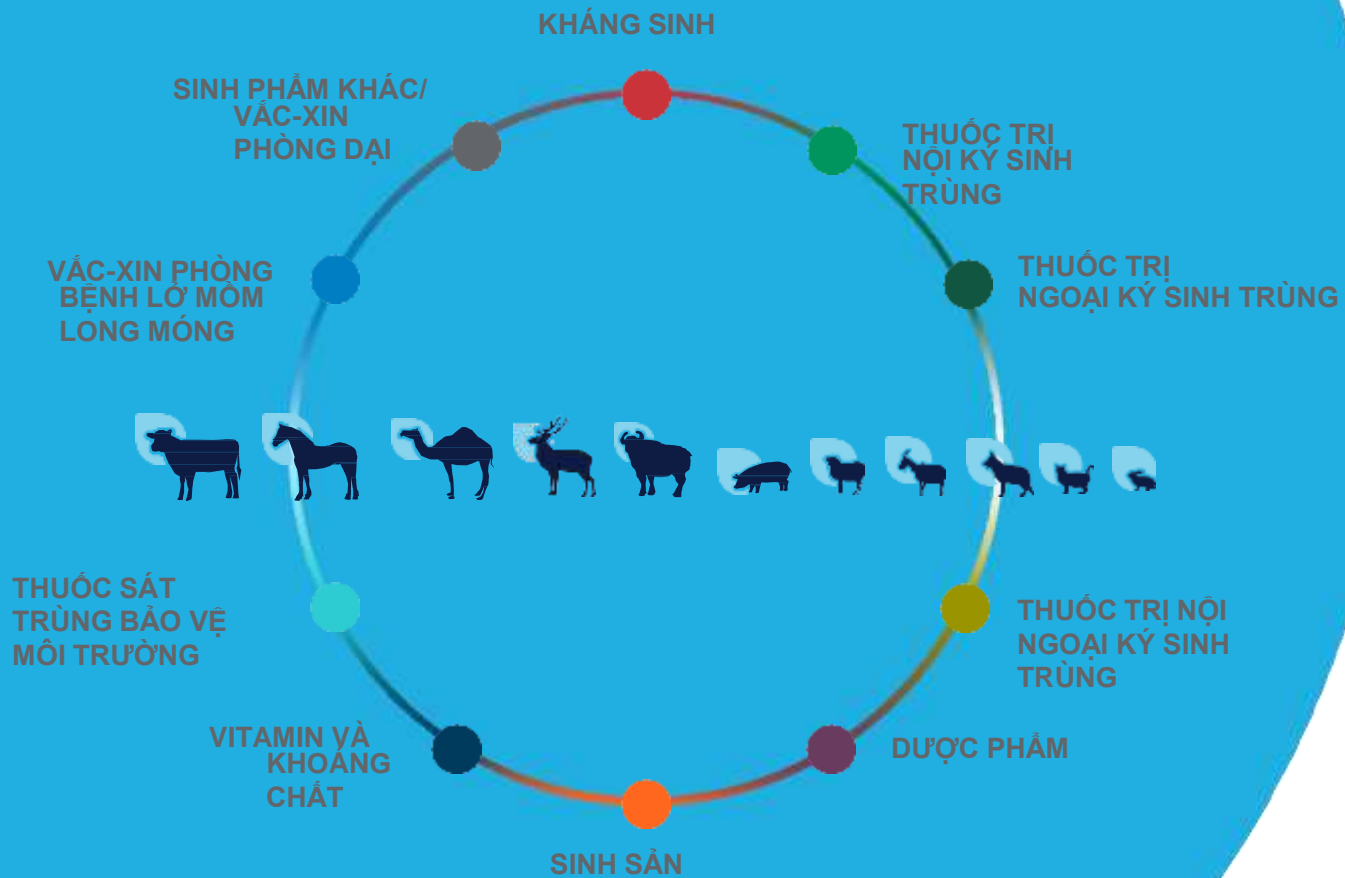 KHÁNG SINH
SINH PHẨM KHÁC/
VẮC-XIN
PHÒNG DẠI
THUỐC TRỊ
NỘI KÝ SINH
TRÙNG
VẮC-XIN PHÒNG
BỆNH LỞ MỒM
LONG MÓNG
THUỐC TRỊ
NGOẠI KÝ SINH TRÙNG
THUỐC SÁT
TRÙNG BẢO VỆ
MÔI TRƯỜNG
THUỐC TRỊ NỘI
NGOẠI KÝ SINH
TRÙNG
VITAMIN VÀ
KHOÁNG
CHẤT
DƯỢC PHẨM
SINH SẢN